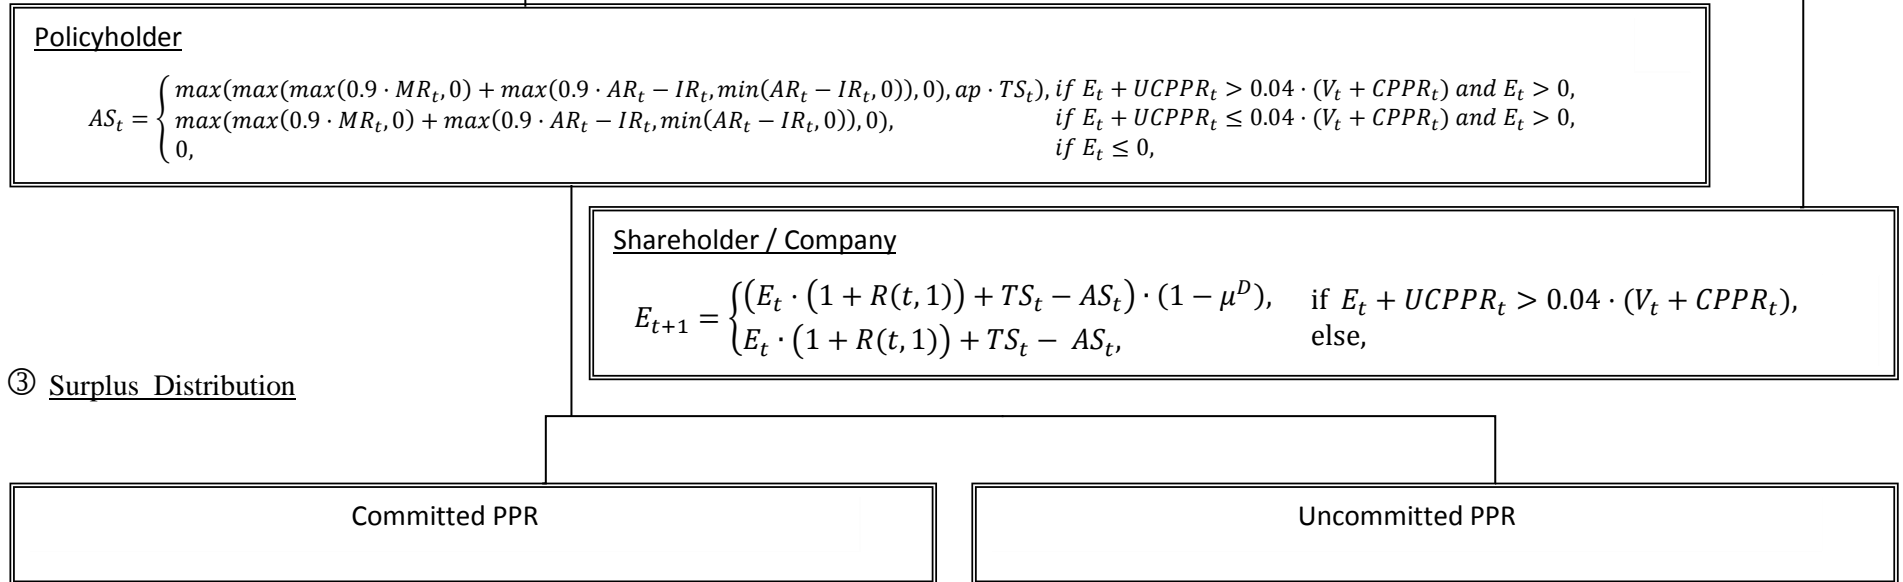 Policyholder
AS_t = { max(max(max(0.9 · MR_t, 0) + max(0.9 · AR_t − IR_t, min(AR_t − IR_t, 0)), 0), ap · TS_t), if E_t + UCPPR_t > 0.04 · (V_t + CPPR_t) and E_t > 0,
max(max(0.9 · MR_t, 0) + max(0.9 · AR_t − IR_t, min(AR_t − IR_t, 0)), 0), if E_t + UCPPR_t ≤ 0.04 · (V_t + CPPR_t) and E_t > 0,
0, if E_t ≤ 0,
Shareholder / Company
E_{t+1} = { (E_t · (1 + R(t, 1)) + TS_t − AS_t) · (1 − μ^D), if E_t + UCPPR_t > 0.04 · (V_t + CPPR_t),
E_t · (1 + R(t, 1)) + TS_t − AS_t, else,
③ Surplus Distribution
Committed PPR
Uncommitted PPR